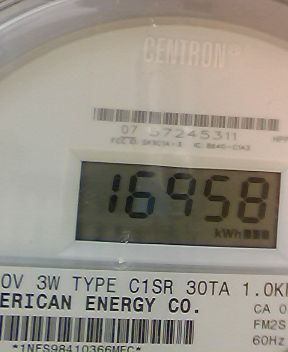 CENTRON®
07 57245311
16958
kWh
0V 3W TYPE C1SR 30TA 1.0K
ERICAN ENERGY CO.
CA 0
FM2S
60Hz
*1NES98410366MEC*